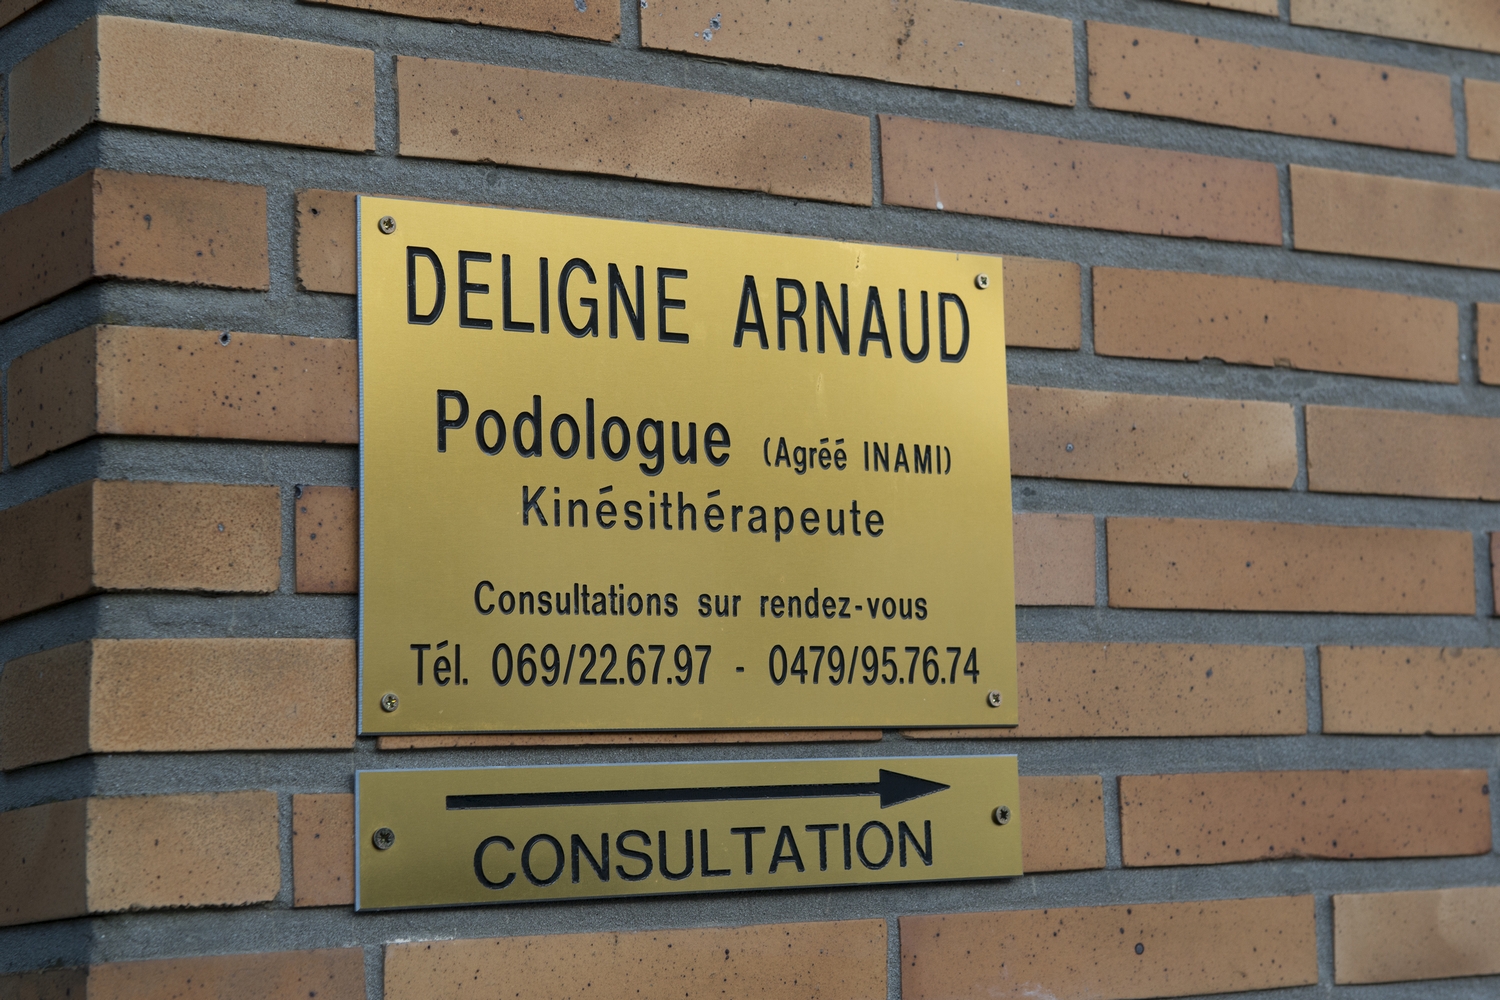 DELIGNE ARNAUD
Podologue (Agréé INAMI)
Kinésithérapeute
Consultations sur rendez-vous
Tél. 069/22.67.97 - 0479/95.76.74
CONSULTATION